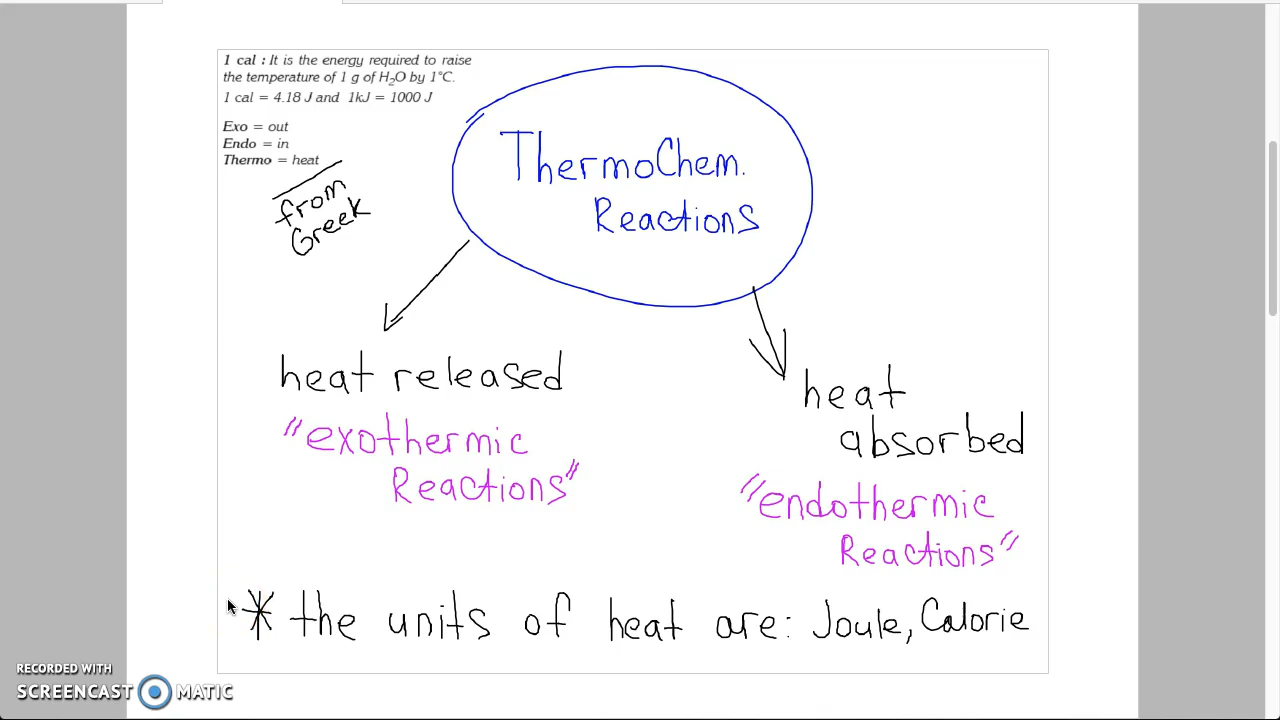 1 cal : It is the energy required to raise
the temperature of 1 g of H₂O by 1°C.
1 cal = 4.18 J and 1kJ = 1000 J
Exo = out
Endo = in
Thermo = heat
from
Greek
ThermoChem.
Reactions
heat released
"exothermic
Reactions"
heat
absorbed
"endothermic
Reactions"
* the units of heat are: Joule, Calorie
RECORDED WITH
SCREENCAST MATIC